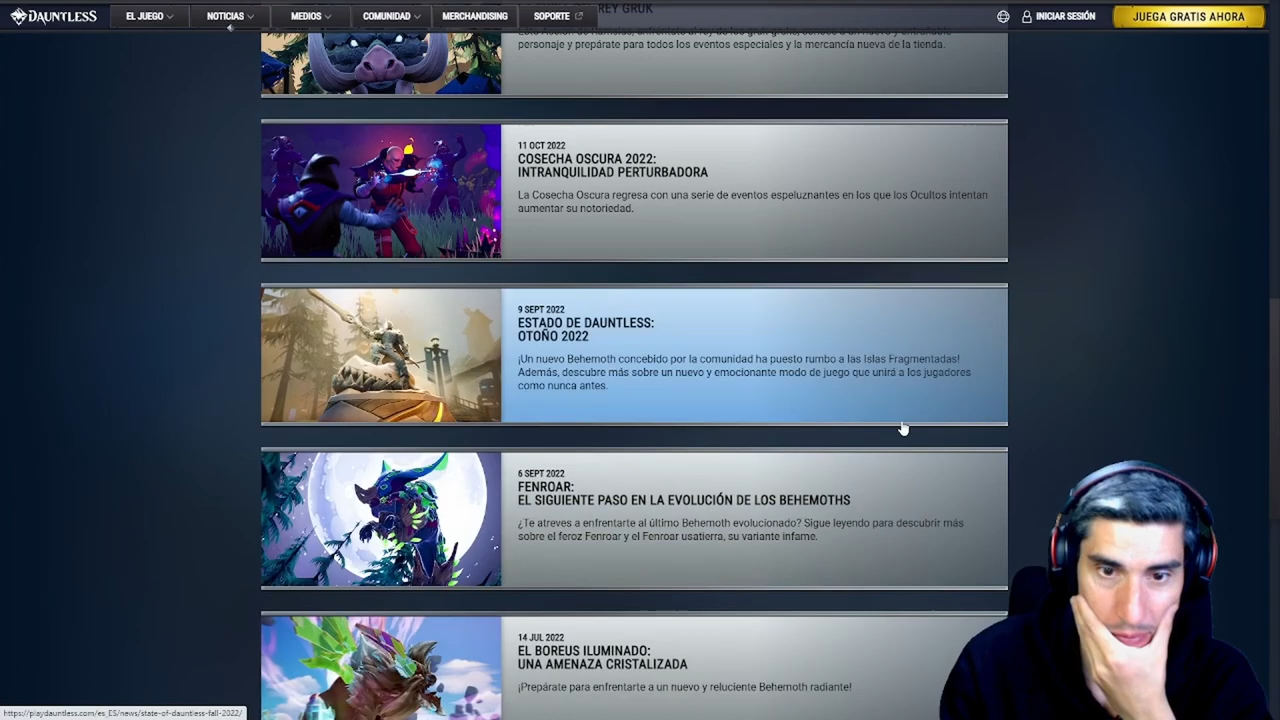 DAUNTLESS
EL JUEGO
NOTICIAS
MEDIOS
COMUNIDAD
MERCHANDISING
SOPORTE
INICIAR SESIÓN
JUEGA GRATIS AHORA
REY GRUK
personaje y prepárate para todos los eventos especiales y la mercancía nueva de la tienda.
11 OCT 2022
COSECHA OSCURA 2022:
INTRANQUILIDAD PERTURBADORA
La Cosecha Oscura regresa con una serie de eventos espeluznantes en los que los Ocultos intentan
aumentar su notoriedad.
9 SEPT 2022
ESTADO DE DAUNTLESS:
OTOÑO 2022
¡Un nuevo Behemoth concebido por la comunidad ha puesto rumbo a las Islas Fragmentadas!
Además, descubre más sobre un nuevo y emocionante modo de juego que unirá a los jugadores
como nunca antes.
6 SEPT 2022
FENROAR:
EL SIGUIENTE PASO EN LA EVOLUCIÓN DE LOS BEHEMOTHS
¿Te atreves a enfrentarte al último Behemoth evolucionado? Sigue leyendo para descubrir más
sobre el feroz Fenroar y el Fenroar usatierra, su variante infame.
14 JUL 2022
EL BOREUS ILUMINADO:
UNA AMENAZA CRISTALIZADA
¡Prepárate para enfrentarte a un nuevo y reluciente Behemoth radiante!
https://playdauntless.com/es_ES/news/state-of-dauntless-fall-2022/